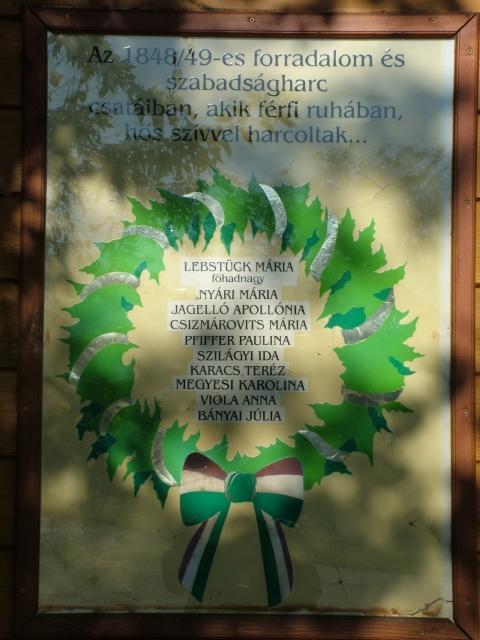 Az 1848/49-es forradalom és
szabadságharc
csatáiban, akik férfi ruhában,
hős szívvel harcoltak...
LEBSTÜCK MÁRIA
főhadnagy
NYÁRI MÁRIA
JAGELLÓ APOLLÓNIA
CSIZMÁROVITS MÁRIA
PFIFFER PAULINA
SZILÁGYI IDA
KARACS TERÉZ
MEGYESI KAROLINA
VIOLA ANNA
BÁNYAI JÚLIA